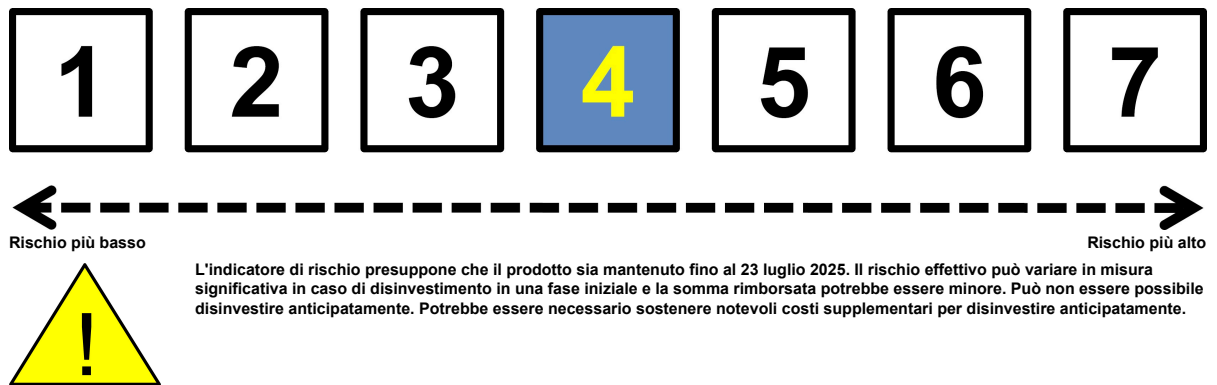 1 2 3 4 5 6 7
Rischio più basso Rischio più alto
L'indicatore di rischio presuppone che il prodotto sia mantenuto fino al 23 luglio 2025. Il rischio effettivo può variare in misura
significativa in caso di disinvestimento in una fase iniziale e la somma rimborsata potrebbe essere minore. Può non essere possibile
disinvestire anticipatamente. Potrebbe essere necessario sostenere notevoli costi supplementari per disinvestire anticipatamente.
!